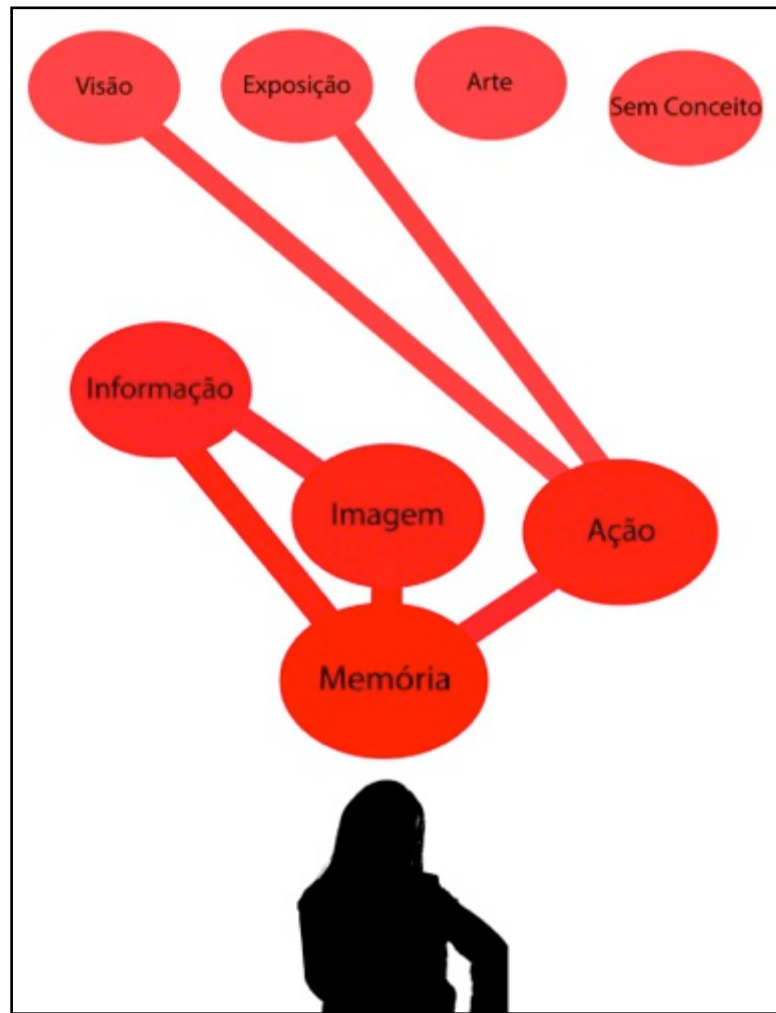 Visão
Exposição
Arte
Sem Conceito
Informação
Imagem
Ação
Memória